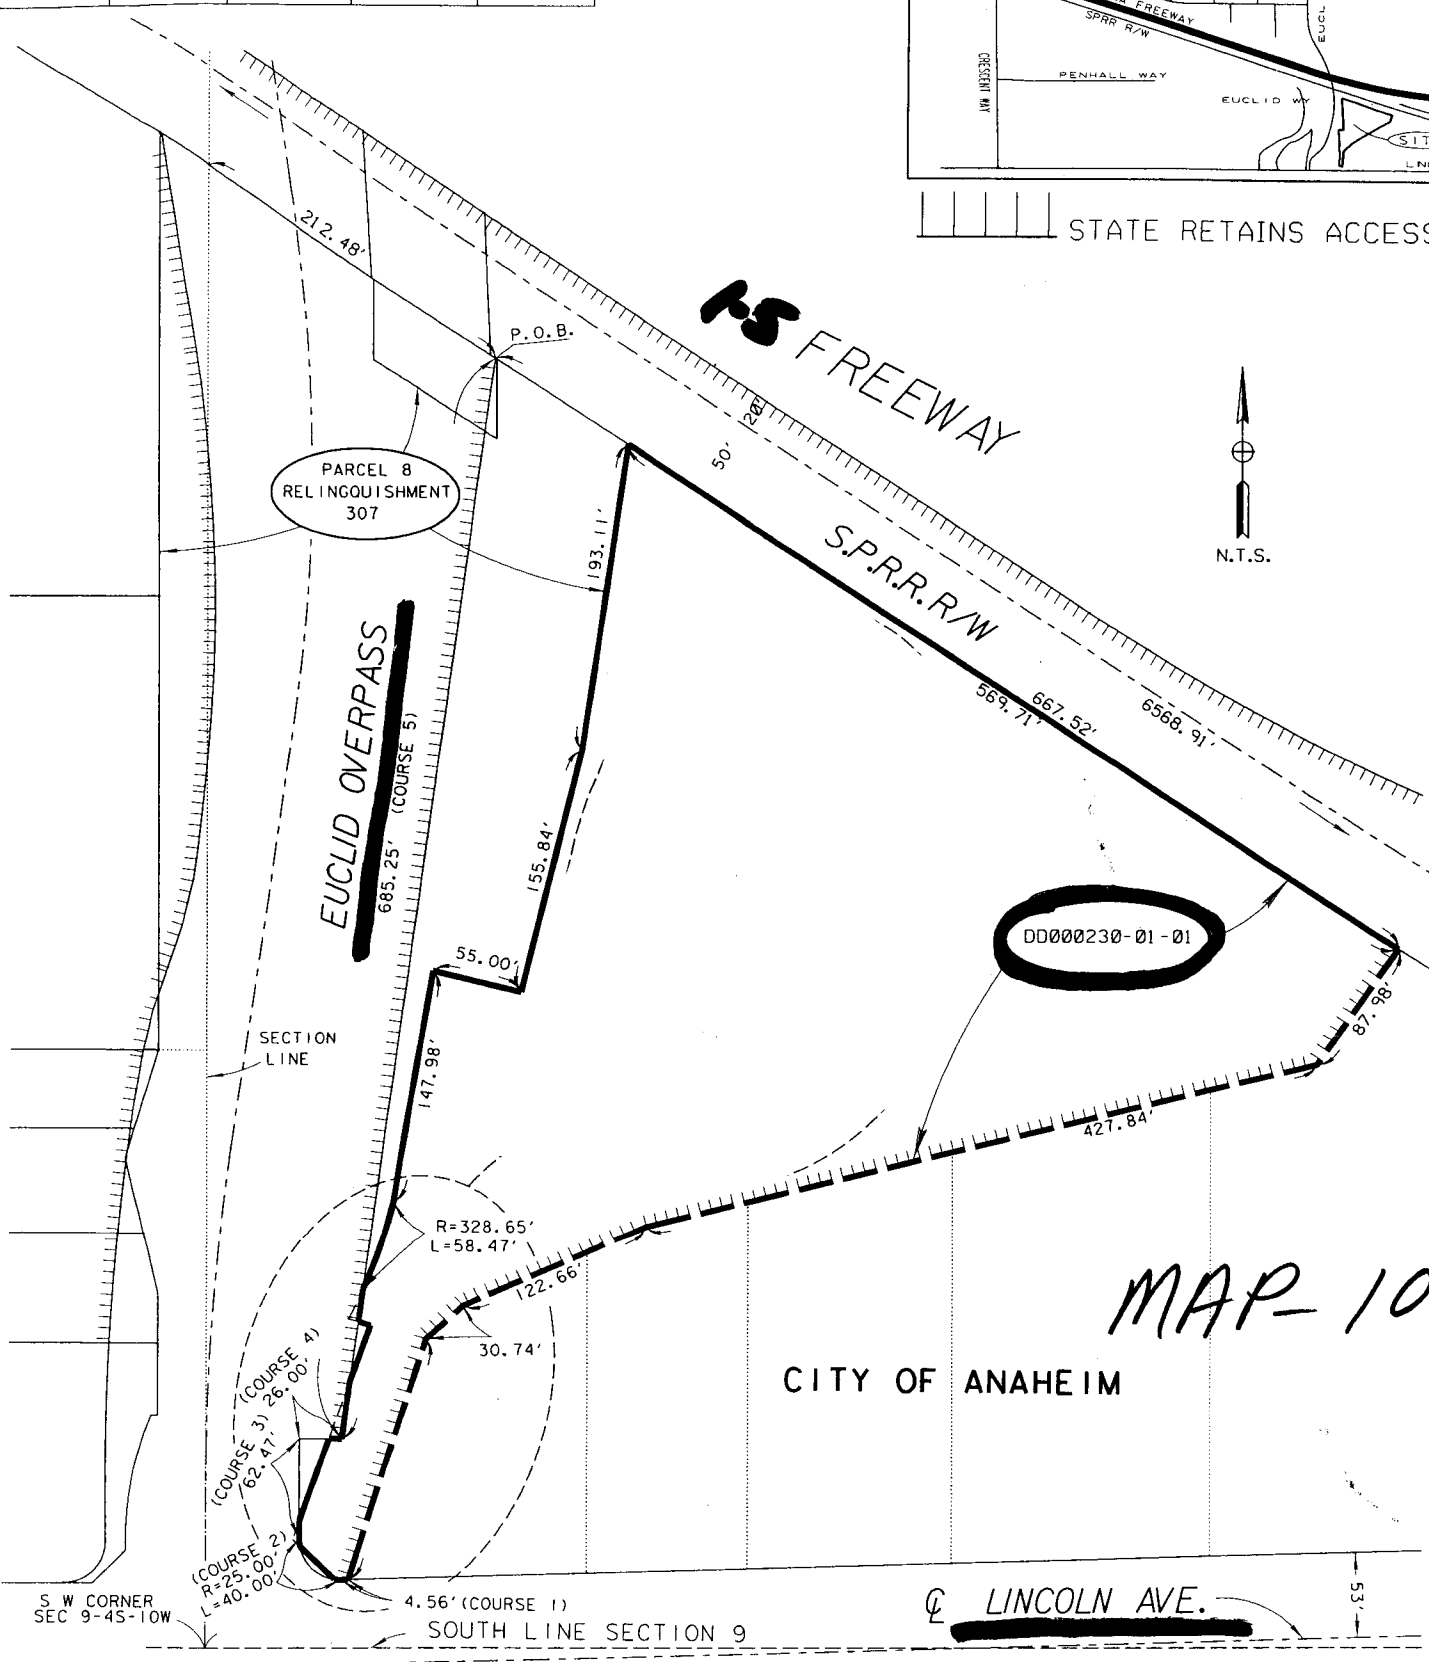 FREEWAY
SPRR R/W
CRESCENT WAY
PENHALL WAY
EUCLID WY
STATE RETAINS ACCESS
212.48'
P.O.B.
I-5 FREEWAY
20'
50'
N.T.S.
PARCEL 8
RELINGQUISHMENT
307
193.11'
S.P.R.R. R/W
569.71'
667.52'
6568.91'
EUCLID OVERPASS
685.25' (COURSE 5)
155.84'
DD000230-01-01
55.00'
87.98'
SECTION
LINE
147.98'
427.84'
R=328.65'
L=58.47'
122.66'
30.74'
MAP-10
CITY OF ANAHEIM
(COURSE 4)
26.00'
(COURSE 3)
62.47'
(COURSE 2)
R=25.00'
L=40.00'
S W CORNER
SEC 9-4S-10W
4.56' (COURSE 1)
SOUTH LINE SECTION 9
℄ LINCOLN AVE.
53'